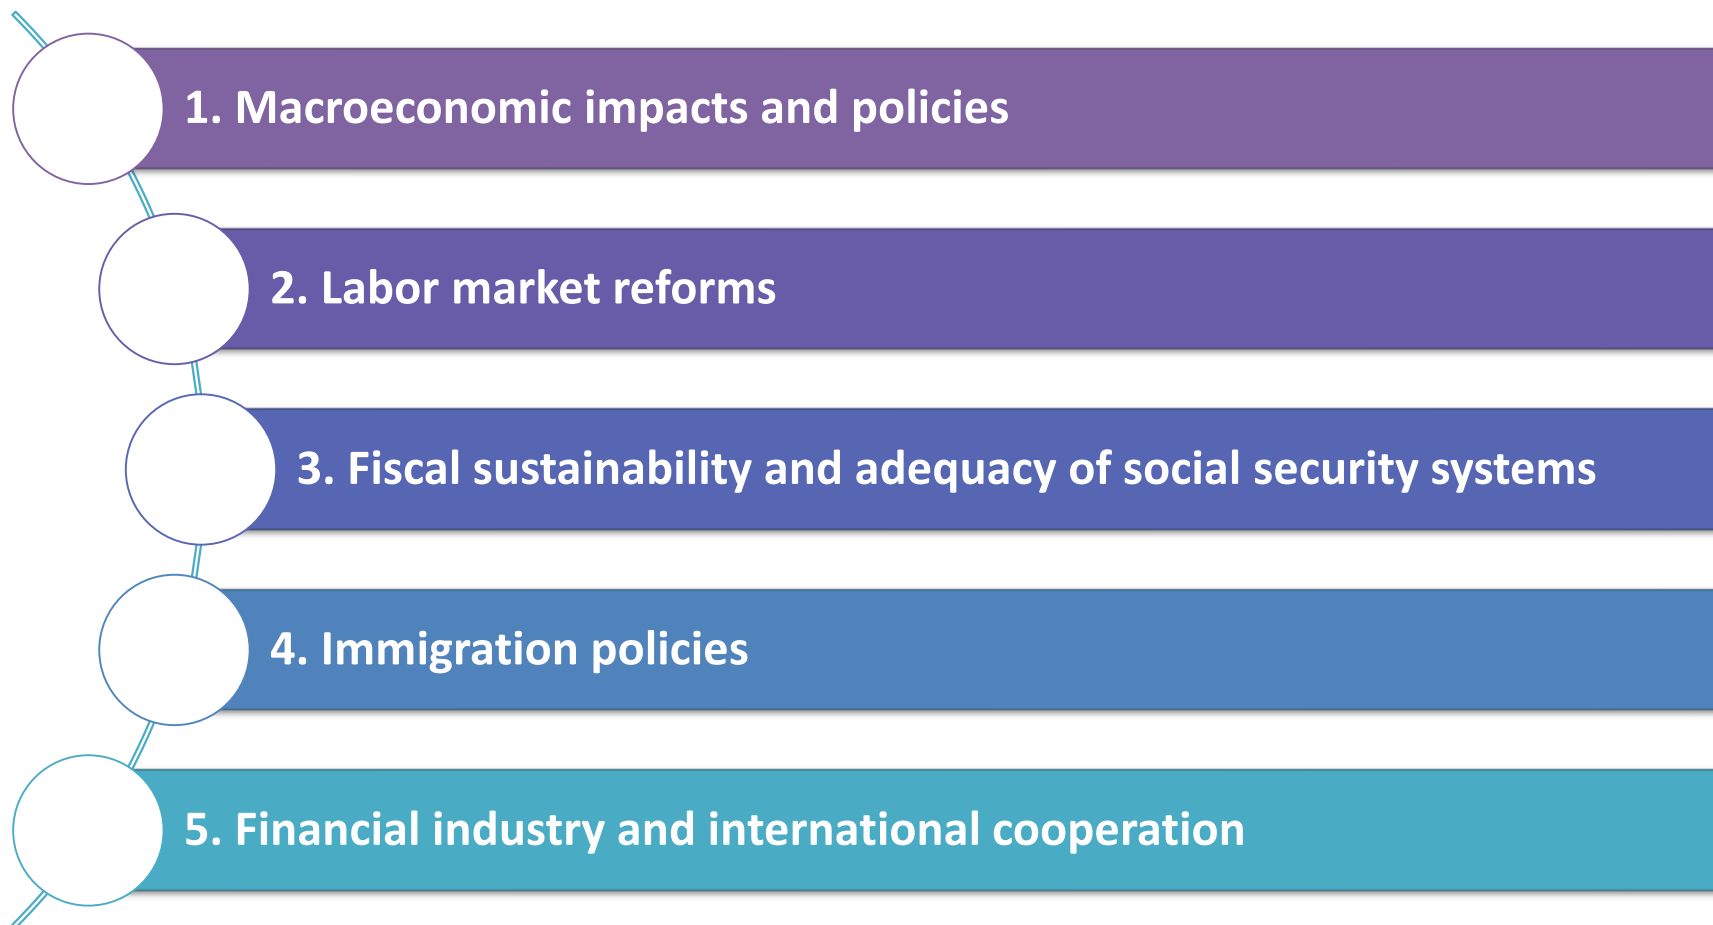 1. Macroeconomic impacts and policies
2. Labor market reforms
3. Fiscal sustainability and adequacy of social security systems
4. Immigration policies
5. Financial industry and international cooperation